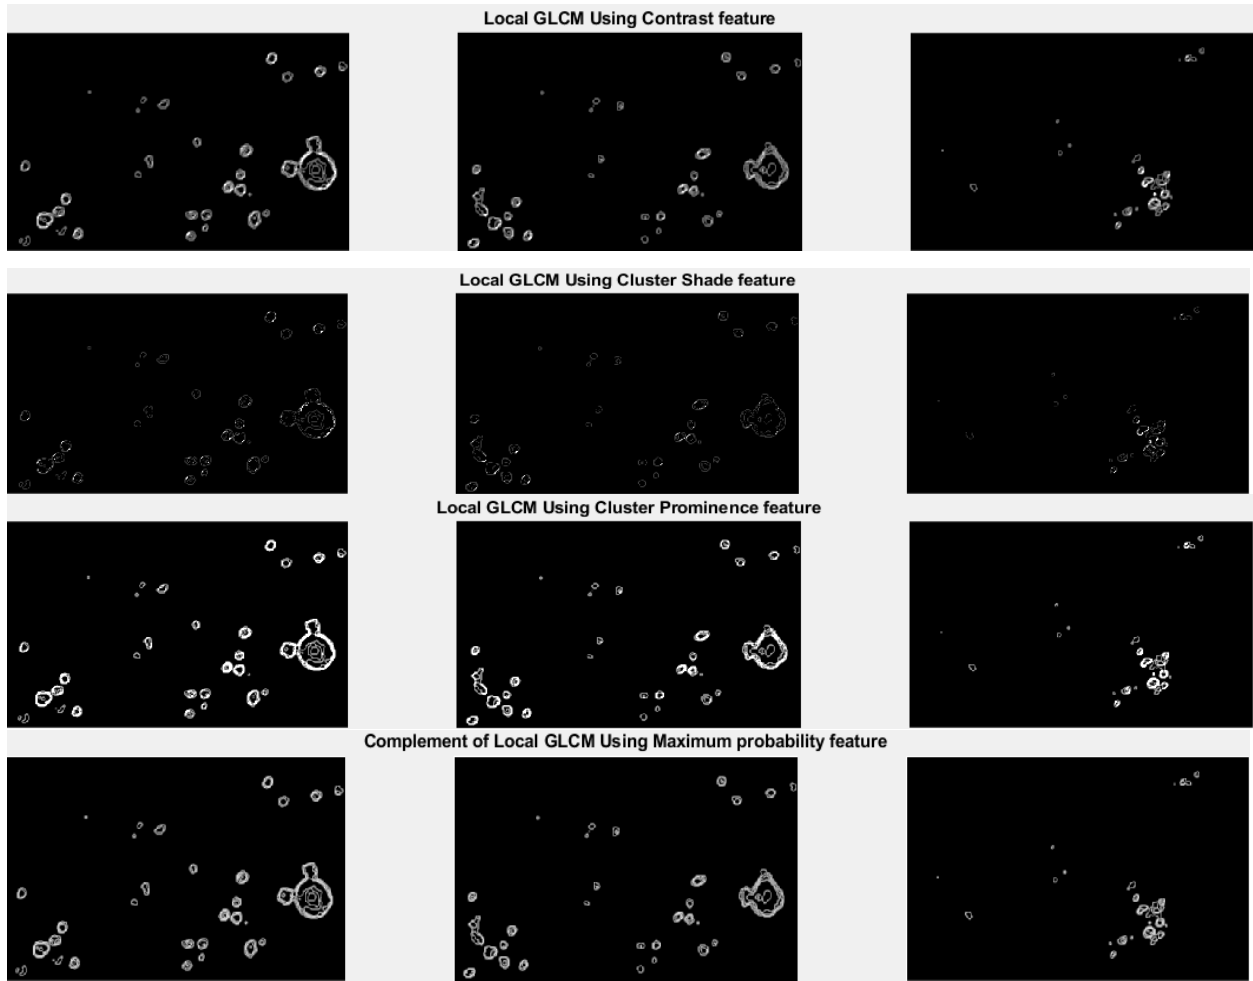 Local GLCM Using Contrast feature
Local GLCM Using Cluster Shade feature
Local GLCM Using Cluster Prominence feature
Complement of Local GLCM Using Maximum probability feature